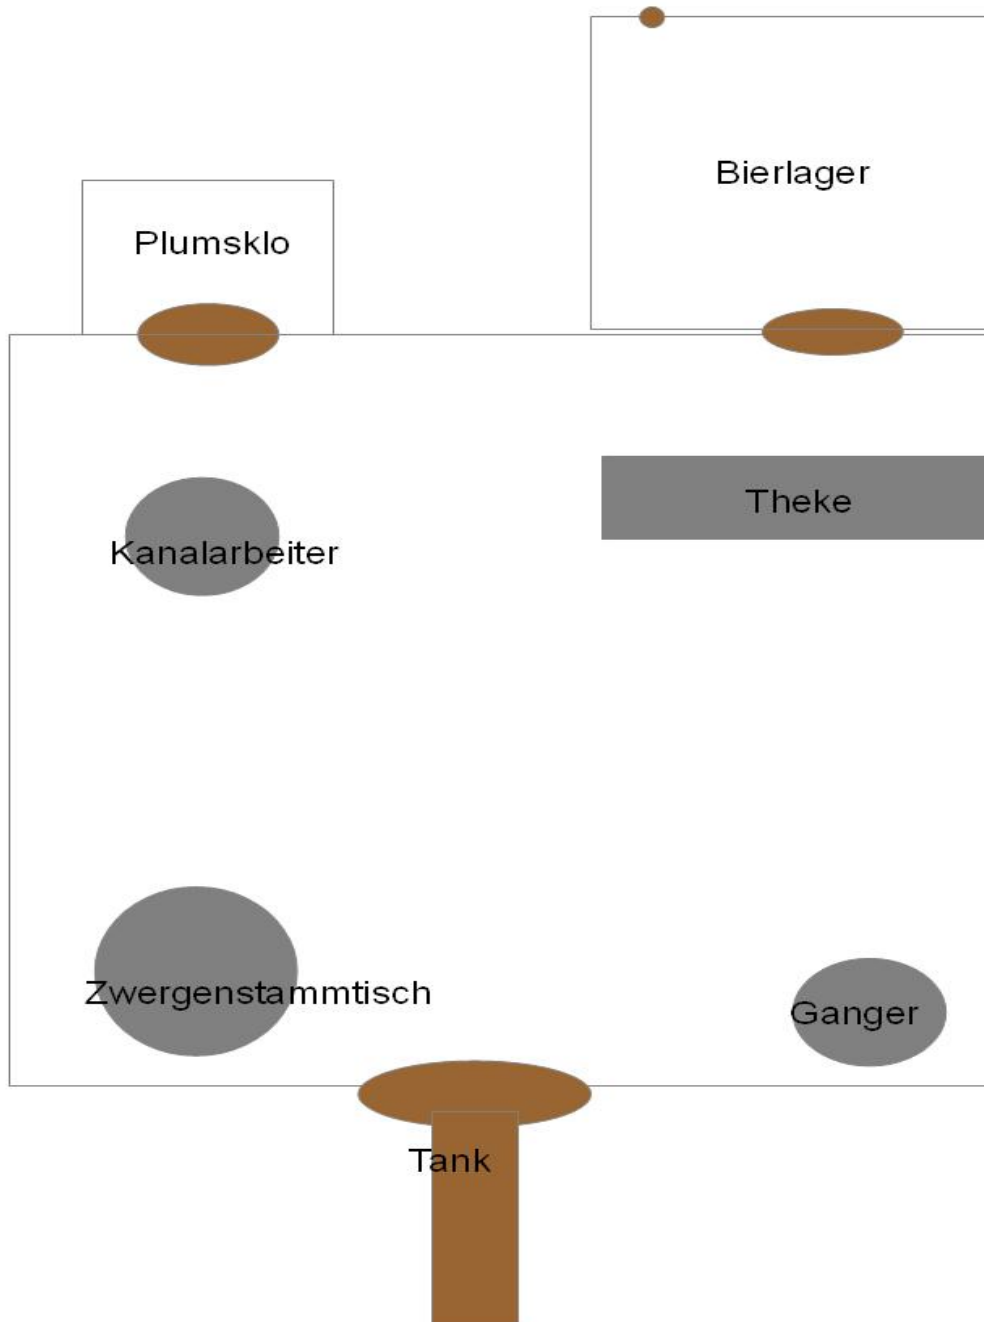 Bierlager
Plumsklo
Theke
Kanalarbeiter
Zwergenstammtisch
Ganger
Tank